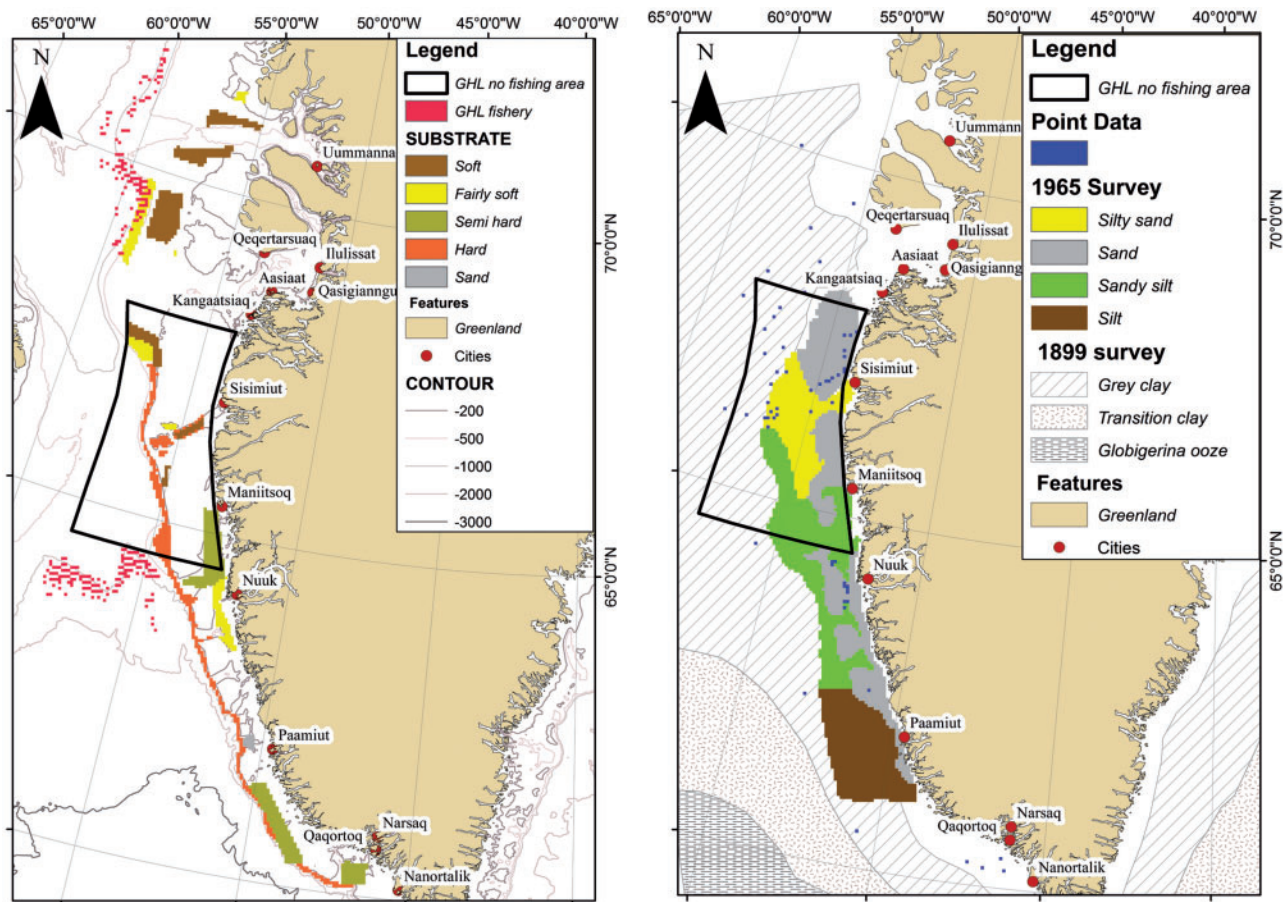 65°0'0"W 60°0'0"W 55°0'0"W 50°0'0"W 45°0'0"W 40°0'0"W
N
Legend
GHL no fishing area
GHL fishery
SUBSTRATE
Soft
Fairly soft
Semi hard
Hard
Sand
Features
Greenland
Cities
CONTOUR
-200
-500
-1000
-2000
-3000
Uummanna
Qeqertarsuaq
Ilulissat
Aasiaat
Qasigianngu
Kangaatsiaq
Sisimiut
Maniitsoq
Nuuk
Paamiut
Narsaq
Qaqortoq
Nanortalik
70°0'0"N
65°0'0"N
65°0'0"W 60°0'0"W 55°0'0"W 50°0'0"W 45°0'0"W 40°0'0"W
N
Legend
GHL no fishing area
Point Data
1965 Survey
Silty sand
Sand
Sandy silt
Silt
1899 survey
Grey clay
Transition clay
Globigerina ooze
Features
Greenland
Cities
Uummann
Qeqertarsuaq
Ilulissat
Aasiaat
Qasigianng
Kangaatsiaq
Sisimiut
Maniitsoq
Nuuk
Paamiut
Narsaq
Qaqortoq
Nanortalik
70°0'0"N
65°0'0"N